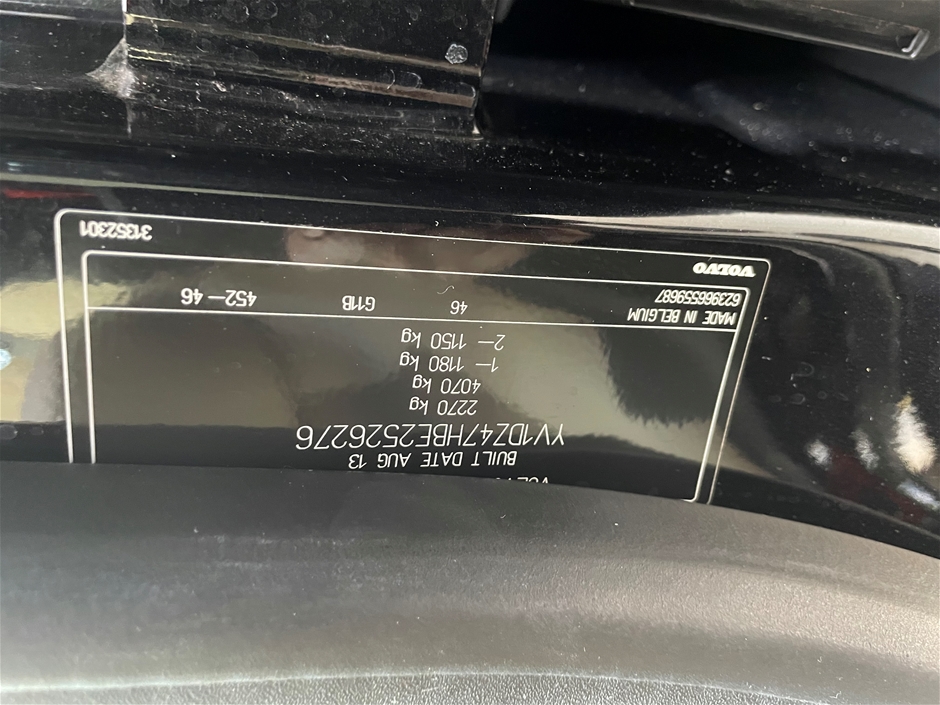 BUILT DATE AUG 13
YV1DZ47HBE2526276
2270 kg
4070 kg
1– 1180 kg
2– 1150 kg
MADE IN BELGIUM
623966559687 46 G11B 452–46
VOLVO 31352301